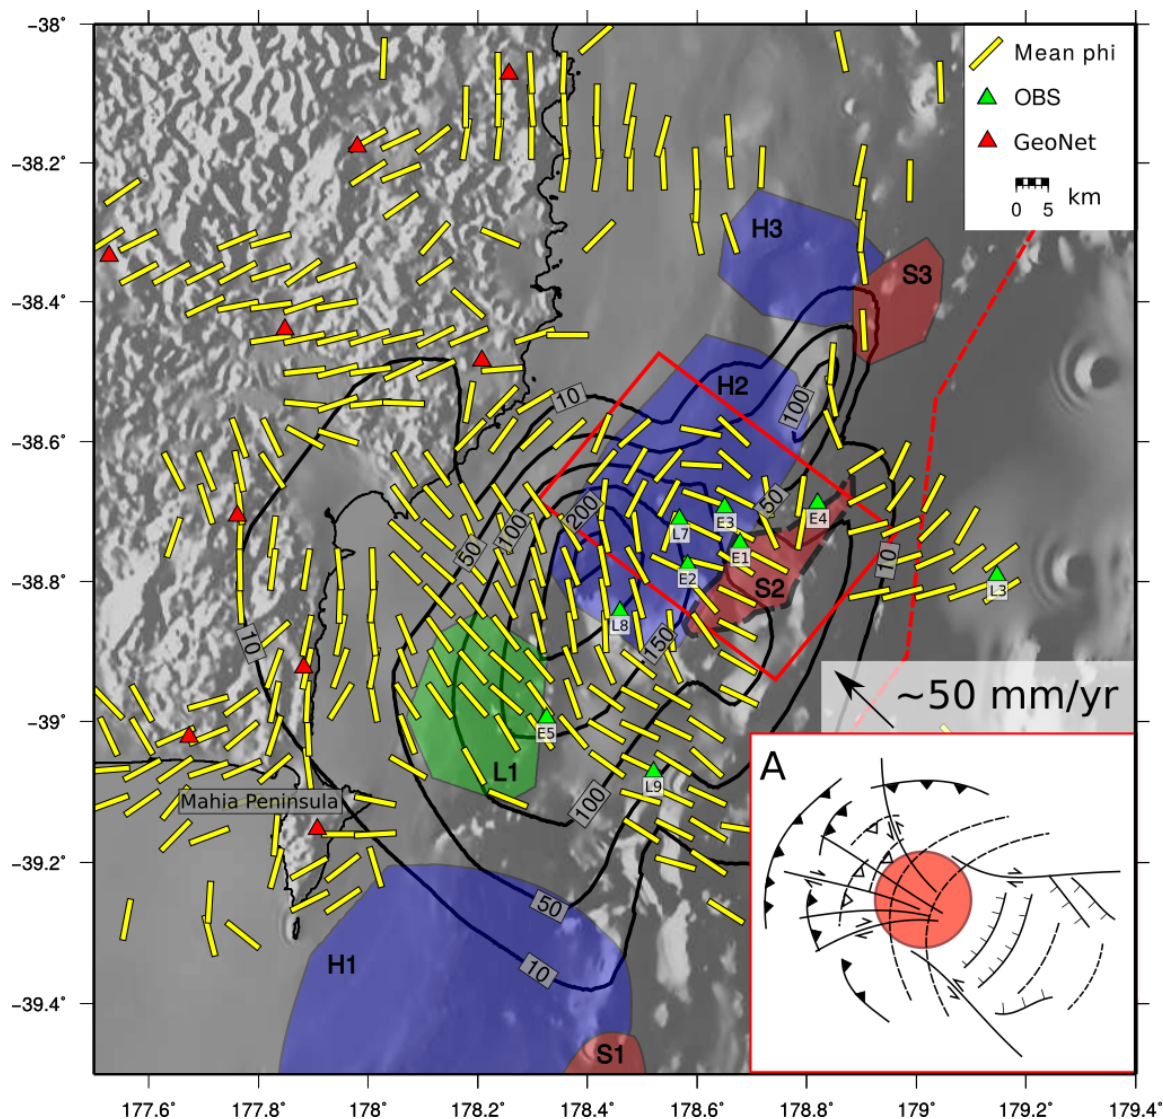 −38°
−38.2°
−38.4°
−38.6°
−38.8°
−39°
−39.2°
−39.4°
177.6°
177.8°
178°
178.2°
178.4°
178.6°
178.8°
179°
179.2°
179.4°
Mean phi
OBS
GeoNet
0 5 km
H3
S3
H2
10
100
50
200
100
50
10
10
L7
E3
E4
E1
E2
S2
L8
L3
150
E5
L1
L9
100
50
10
~50 mm/yr
Mahia Peninsula
H1
S1
A